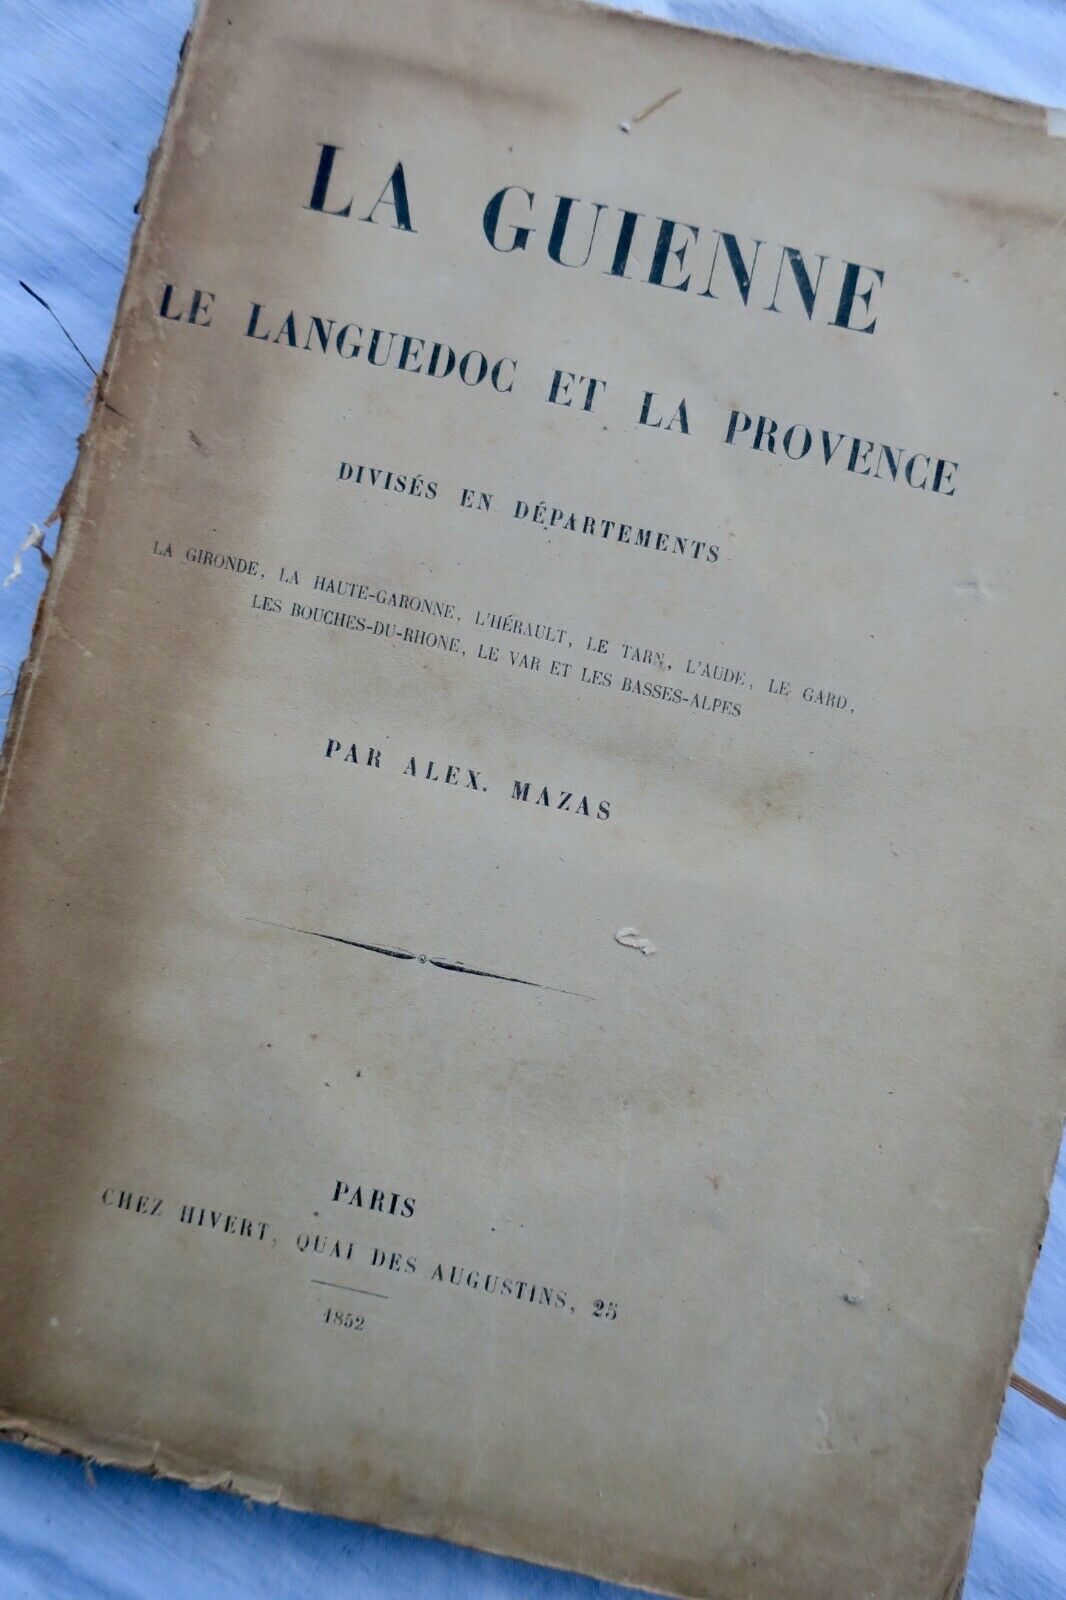 LA GUIENNE
LE LANGUEDOC ET LA PROVENCE
DIVISÉS EN DÉPARTEMENTS
LA GIRONDE, LA HAUTE-GARONNE, L'HÉRAULT, LE TARN, L'AUDE, LE GARD,
LES BOUCHES-DU-RHONE, LE VAR ET LES BASSES-ALPES
PAR ALEX. MAZAS
PARIS
CHEZ HIVERT, QUAI DES AUGUSTINS, 25
1852